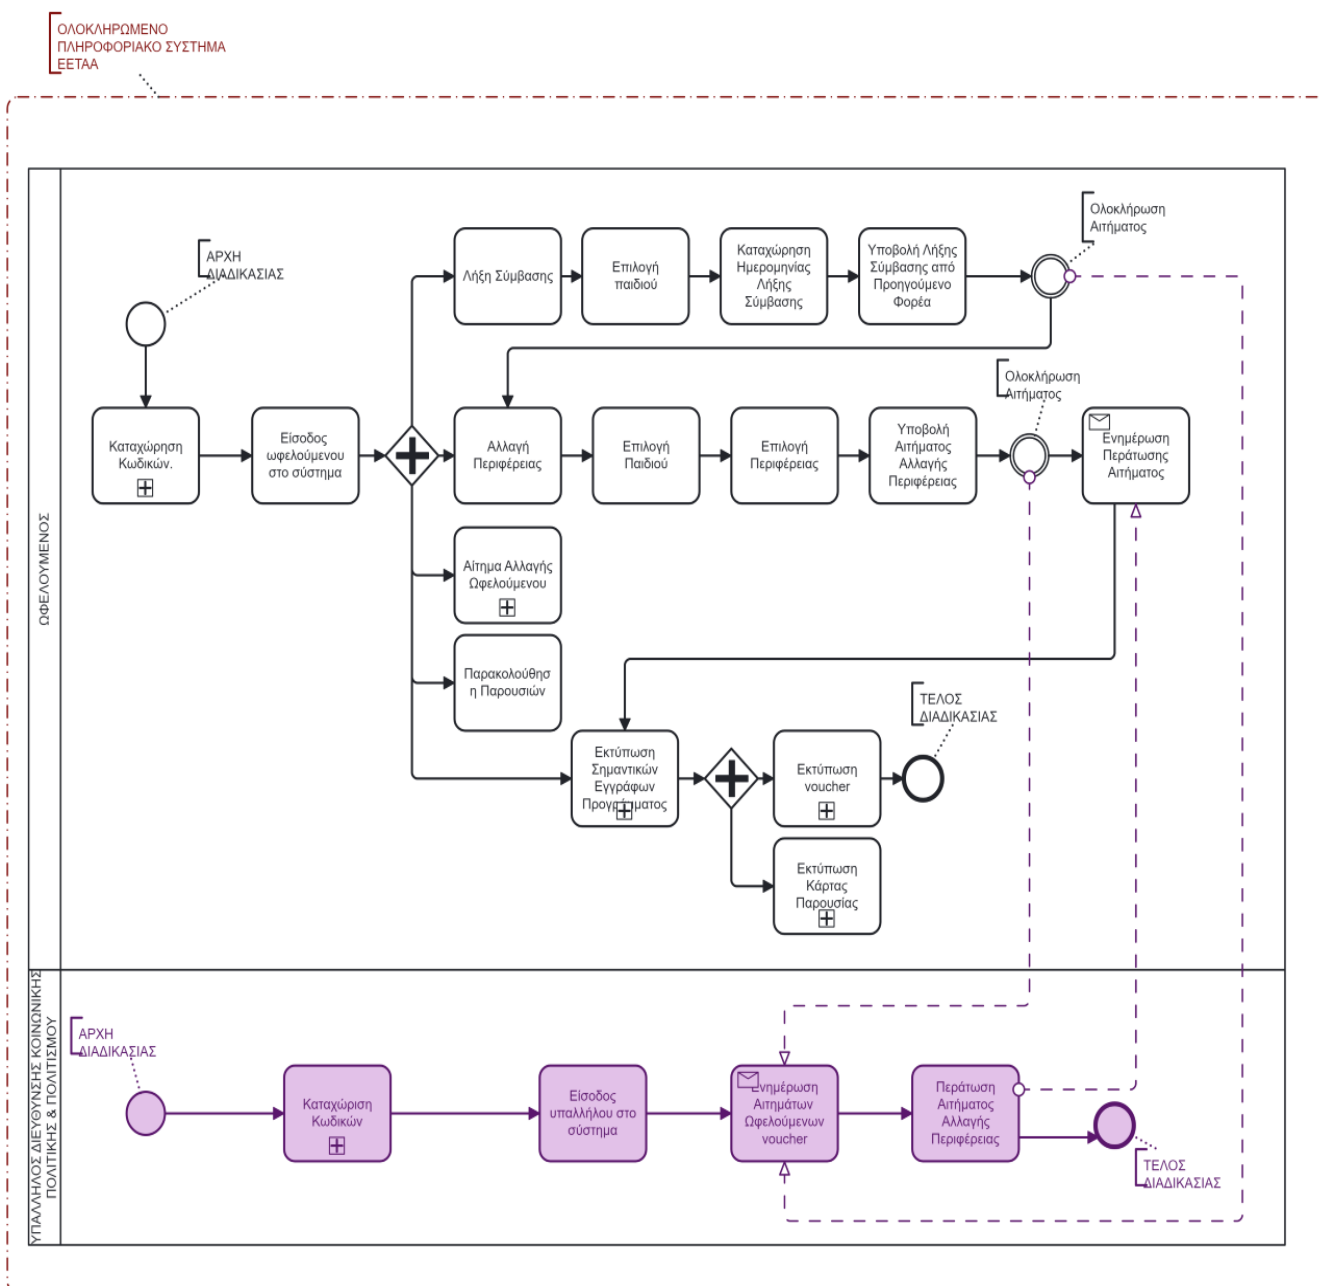 ΟΛΟΚΛΗΡΩΜΕΝΟ
ΠΛΗΡΟΦΟΡΙΑΚΟ ΣΥΣΤΗΜΑ
ΕΕΤΑΑ
ΩΦΕΛΟΥΜΕΝΟΣ
ΑΡΧΗ
ΔΙΑΔΙΚΑΣΙΑΣ
Λήξη Σύμβασης
Επιλογή
παιδιού
Καταχώρηση
Ημερομηνίας
Λήξης
Σύμβασης
Υποβολή Λήξης
Σύμβασης από
Προηγούμενο
Φορέα
Ολοκλήρωση
Αιτήματος
Καταχώρηση
Κωδικών.
Είσοδος
ωφελούμενου
στο σύστημα
Αλλαγή
Περιφέρειας
Επιλογή
Παιδιού
Επιλογή
Περιφέρειας
Υποβολή
Αιτήματος
Αλλαγής
Περιφέρειας
Ολοκλήρωση
Αιτήματος
Ενημέρωση
Περάτωσης
Αιτήματος
Αίτημα Αλλαγής
Ωφελούμενου
Παρακολούθησ
η Παρουσιών
Εκτύπωση
Σημαντικών
Εγγράφων
Προγράμματος
Εκτύπωση
voucher
ΤΕΛΟΣ
ΔΙΑΔΙΚΑΣΙΑΣ
Εκτύπωση
Κάρτας
Παρουσίας
ΥΠΑΛΛΗΛΟΣ ΔΙΕΥΘΥΝΣΗΣ ΚΟΙΝΩΝΙΚΗΣ
ΠΟΛΙΤΙΚΗΣ & ΠΟΛΙΤΙΣΜΟΥ
ΑΡΧΗ
ΔΙΑΔΙΚΑΣΙΑΣ
Καταχώριση
Κωδικών
Είσοδος
υπαλλήλου στο
σύστημα
Ενημέρωση
Αιτημάτων
Ωφελούμενων
voucher
Περάτωση
Αιτήματος
Αλλαγής
Περιφέρειας
ΤΕΛΟΣ
ΔΙΑΔΙΚΑΣΙΑΣ